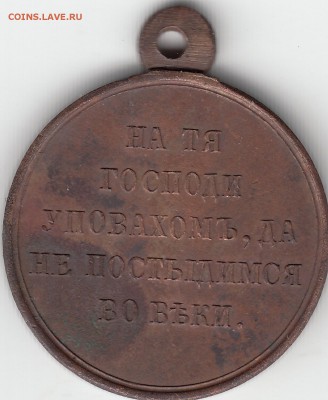 COINS.LAVE.RU
НА ТЯ
ГОСПОДИ
УПОВАХОМЪ, ДА
НЕ ПОСТЫДИМСЯ
ВО ВѢКИ.